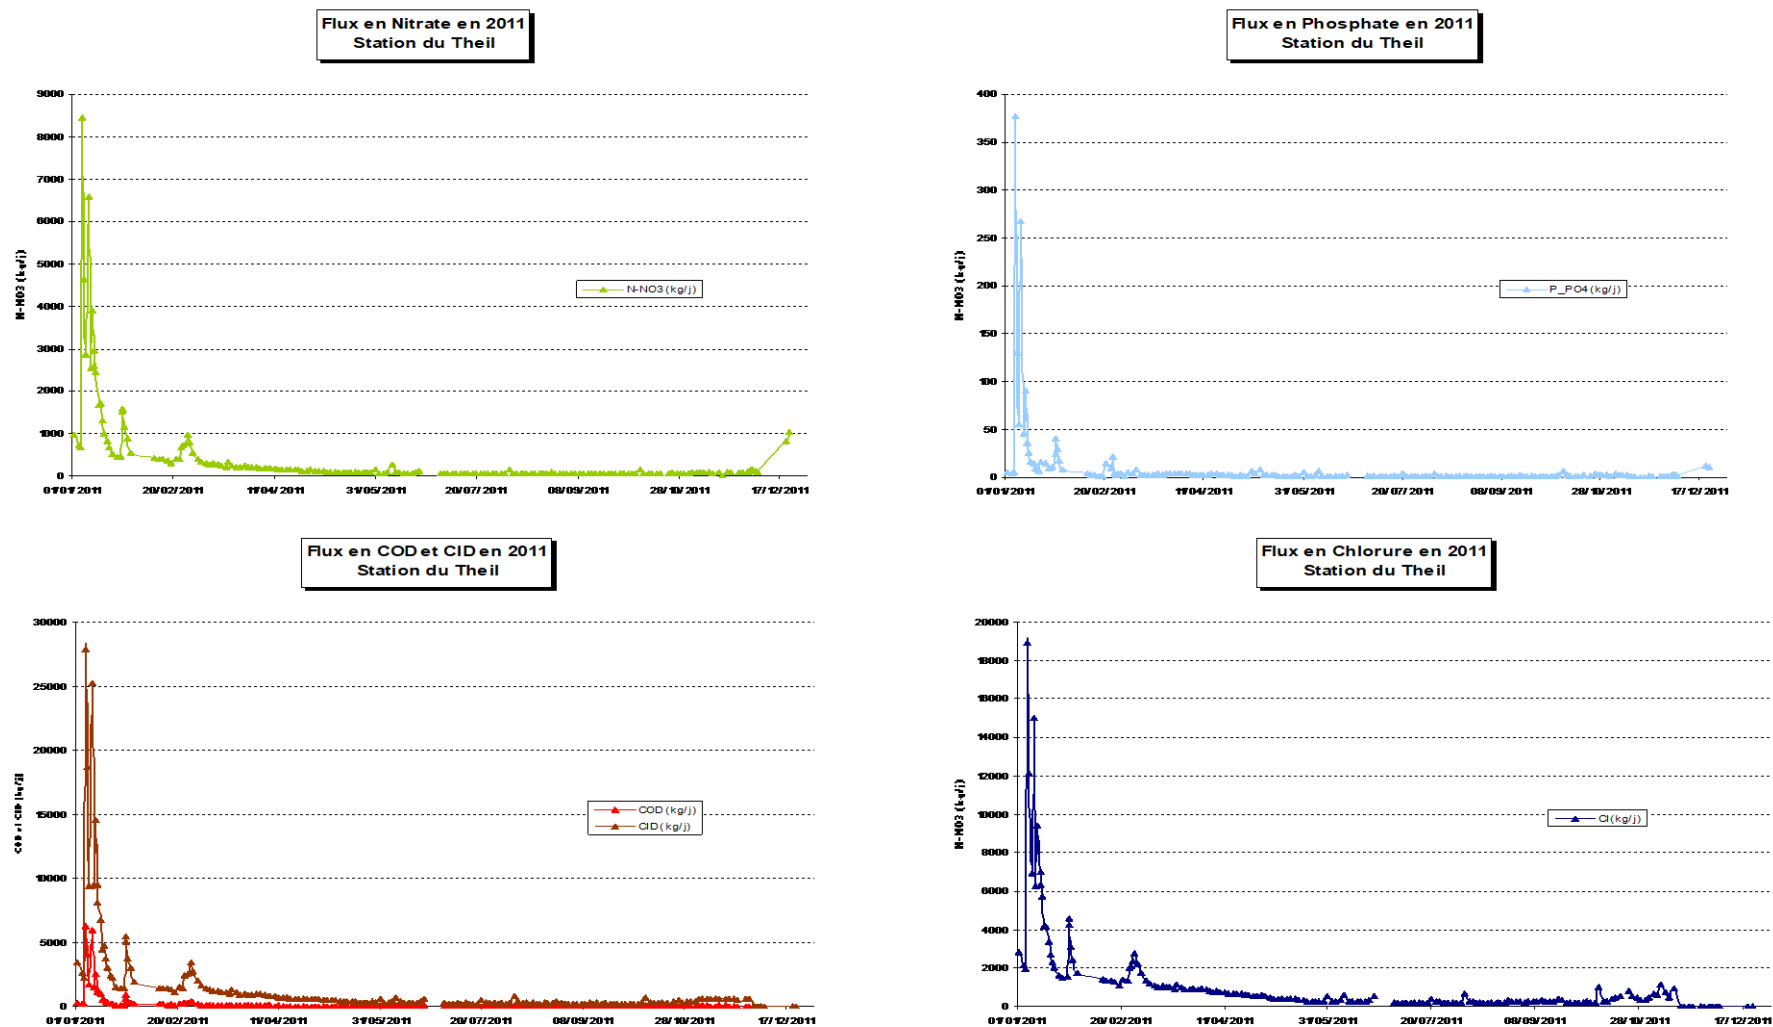 Flux en Nitrate en 2011
Station du Theil
9000
8000
7000
6000
5000
4000
3000
2000
1000
0
N-NO3 (kg/j)
N-NO3 (kg/j)
01/01/2011 20/02/2011 11/04/2011 31/05/2011 20/07/2011 08/09/2011 28/10/2011 17/12/2011
Flux en Phosphate en 2011
Station du Theil
400
350
300
250
200
150
100
50
0
N-NO3 (kg/j)
P_PO4 (kg/j)
01/01/2011 20/02/2011 11/04/2011 31/05/2011 20/07/2011 08/09/2011 28/10/2011 17/12/2011
Flux en COD et CID en 2011
Station du Theil
30000
25000
20000
15000
10000
5000
0
COD et CID (kg/j)
COD (kg/j)
CID (kg/j)
01/01/2011 20/02/2011 11/04/2011 31/05/2011 20/07/2011 08/09/2011 28/10/2011 17/12/2011
Flux en Chlorure en 2011
Station du Theil
20000
18000
16000
14000
12000
10000
8000
6000
4000
2000
0
N-NO3 (kg/j)
Cl (kg/j)
01/01/2011 20/02/2011 11/04/2011 31/05/2011 20/07/2011 08/09/2011 28/10/2011 17/12/2011